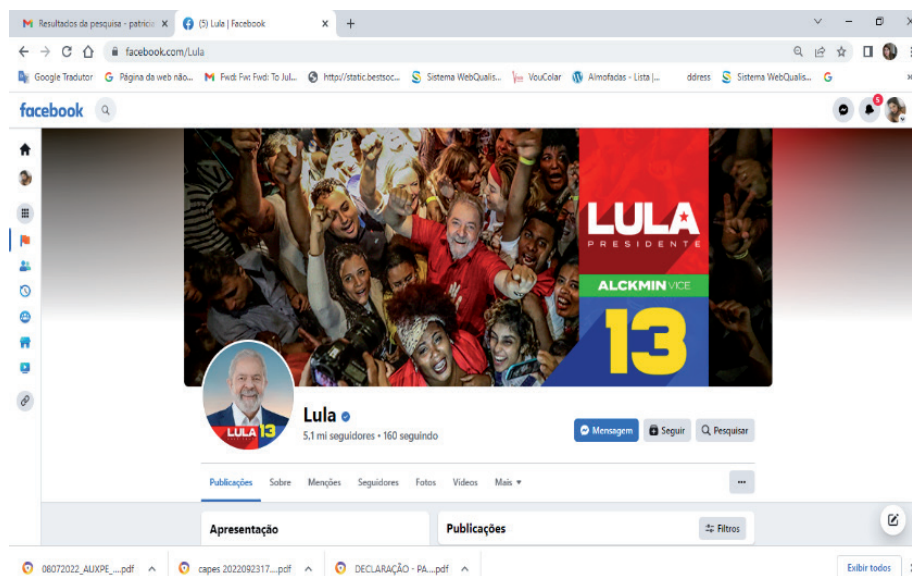 Resultados da pesquisa - patrici
(5) Lula | Facebook
facebook.com/Lula
Google Tradutor
Página da web não...
Fwd: Fw: Fwd: To Jul...
http://static.bestsoc...
Sistema WebQualis...
VouColar
Almofadas - Lista |...
ddress
Sistema WebQualis...
facebook
5
LULA
PRESIDENTE
ALCKMIN VICE
13
LULA 13
Lula
5,1 mi seguidores • 160 seguindo
Mensagem
Seguir
Pesquisar
Publicações
Sobre
Menções
Seguidores
Fotos
Vídeos
Mais
Apresentação
Publicações
Filtros
08072022_AUXPE_....pdf
capes 2022092317....pdf
DECLARAÇÃO - PA....pdf
Exibir todos